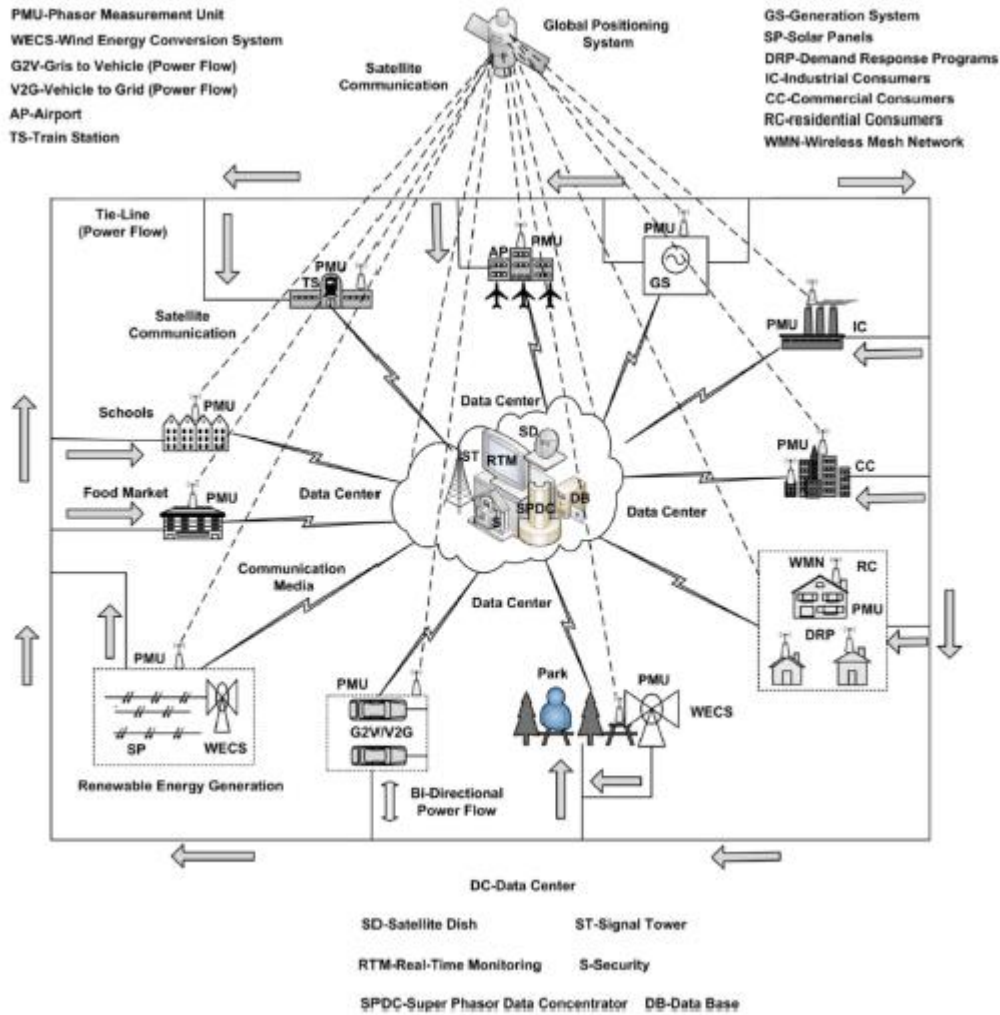 PMU-Phasor Measurement Unit
WECS-Wind Energy Conversion System
G2V-Gris to Vehicle (Power Flow)
V2G-Vehicle to Grid (Power Flow)
AP-Airport
TS-Train Station
Global Positioning
System
Satellite
Communication
GS-Generation System
SP-Solar Panels
DRP-Demand Response Programs
IC-Industrial Consumers
CC-Commercial Consumers
RC-residential Consumers
WMN-Wireless Mesh Network
Tie-Line
(Power Flow)
PMU
TS
AP
RMU
PMU
GS
PMU
IC
Satellite
Communication
Schools
PMU
Data Center
SD
ST
RTM
SPDC
DB
S
PMU
CC
Food Market
PMU
Data Center
Data Center
Communication
Media
Data Center
WMN
RC
PMU
DRP
PMU
SP
WECS
Renewable Energy Generation
PMU
G2V/V2G
Bi-Directional
Power Flow
Park
PMU
WECS
DC-Data Center
SD-Satellite Dish
ST-Signal Tower
RTM-Real-Time Monitoring
S-Security
SPDC-Super Phasor Data Concentrator
DB-Data Base